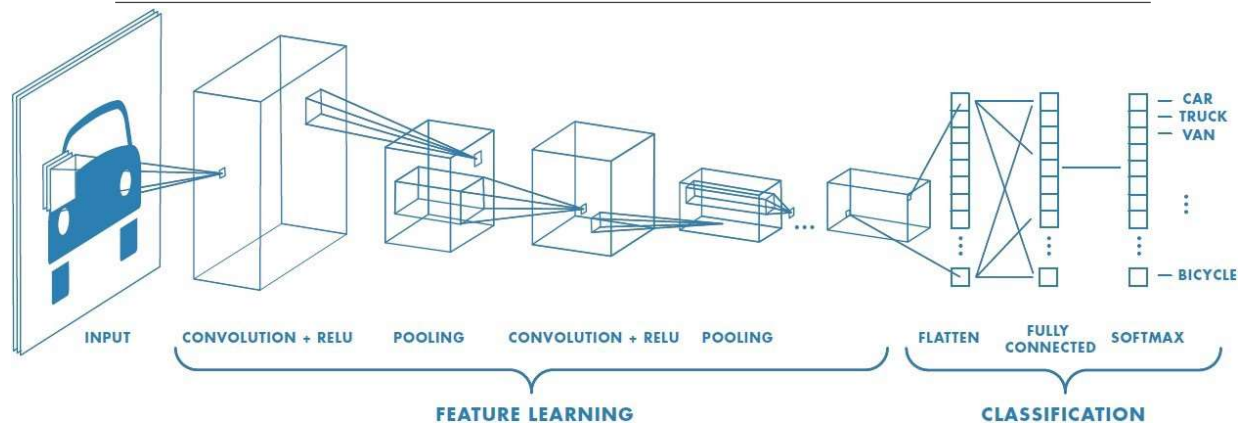 CAR
TRUCK
VAN
BICYCLE
INPUT
CONVOLUTION + RELU
POOLING
CONVOLUTION + RELU
POOLING
FLATTEN
FULLY
CONNECTED
SOFTMAX
FEATURE LEARNING
CLASSIFICATION